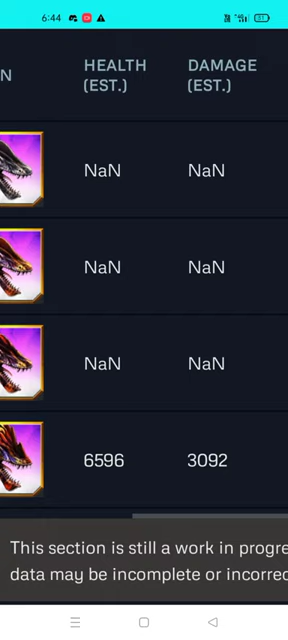 6:44
N
HEALTH
(EST.)
DAMAGE
(EST.)
NaN NaN
NaN NaN
NaN NaN
6596 3092
This section is still a work in progre
data may be incomplete or incorrec